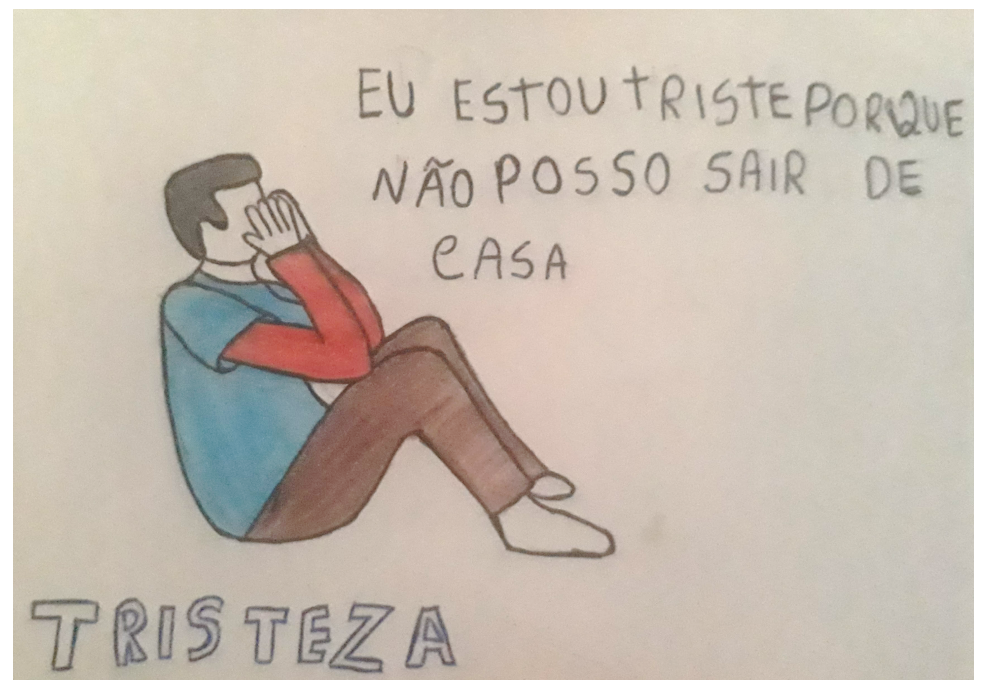 EU ESTOU TRISTE PORQUE
NÃO POSSO SAIR DE
CASA
TRISTEZA